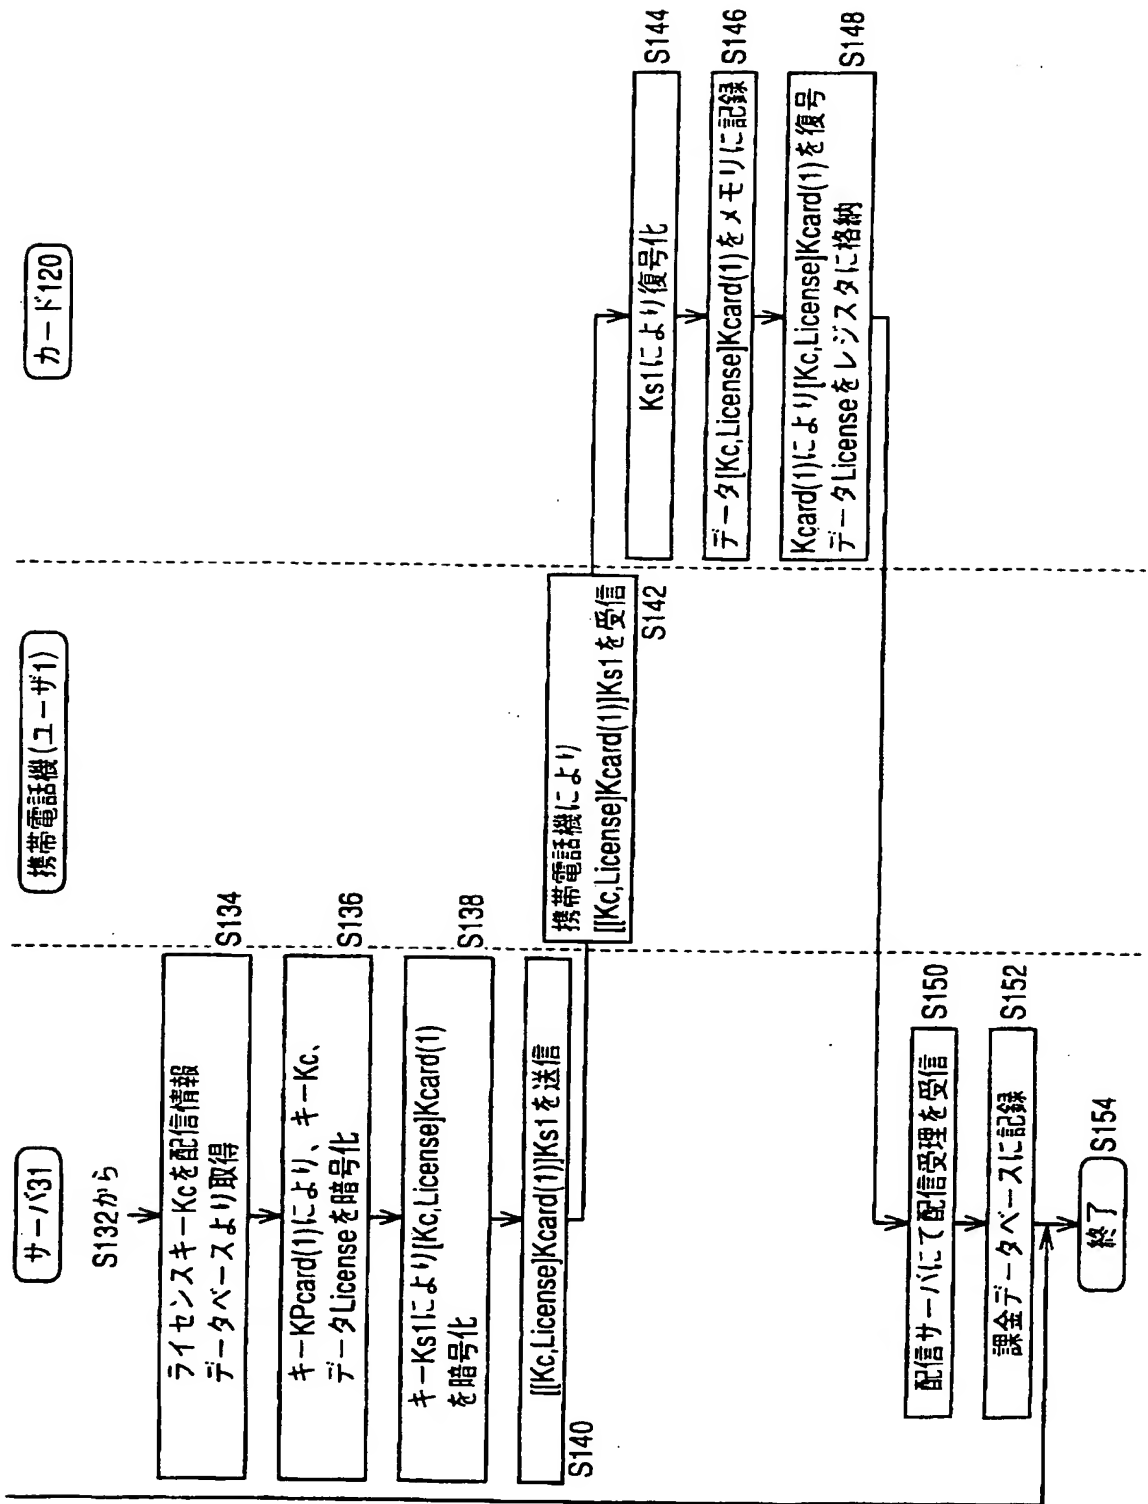 サーバ31
携帯電話機(ユーザ1)
カード120
S132から
ライセンスキーKcを配信情報
データベースより取得
S134
キーKPcard(1)により、キーKc、
データLicenseを暗号化
S136
キーKs1により[Kc,License]Kcard(1)
を暗号化
S138
[[Kc,License]Kcard(1)]Ks1を送信
S140
携帯電話機により
[[Kc,License]Kcard(1)]Ks1を受信
S142
Ks1により復号化
S144
データ[Kc,License]Kcard(1)をメモリに記録
S146
Kcard(1)により[Kc,License]Kcard(1)を復号
データLicenseをレジスタに格納
S148
配信サーバにて配信受理を受信
S150
課金データベースに記録
S152
終了
S154